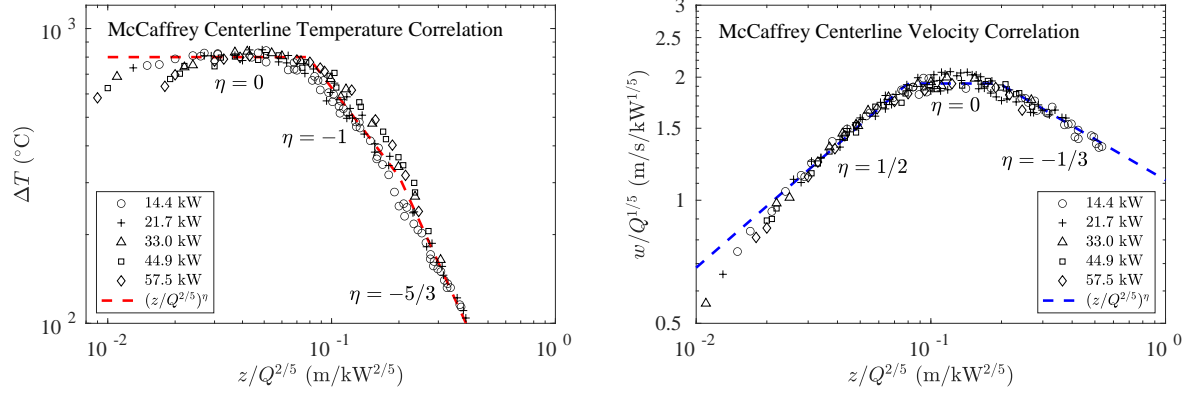 McCaffrey Centerline Temperature Correlation
10 3
ΔT (°C)
η = 0
η = −1
η = −5/3
14.4 kW
21.7 kW
33.0 kW
44.9 kW
57.5 kW
(z/Q^2/5)^η
10 2
10 -2
10 -1
10 0
z/Q^2/5 (m/kW^2/5)
McCaffrey Centerline Velocity Correlation
3
2
1.5
1
0.5
w/Q^1/5 (m/s/kW^1/5)
η = 0
η = 1/2
η = −1/3
14.4 kW
21.7 kW
33.0 kW
44.9 kW
57.5 kW
(z/Q^2/5)^η
10 -2
10 -1
10 0
z/Q^2/5 (m/kW^2/5)